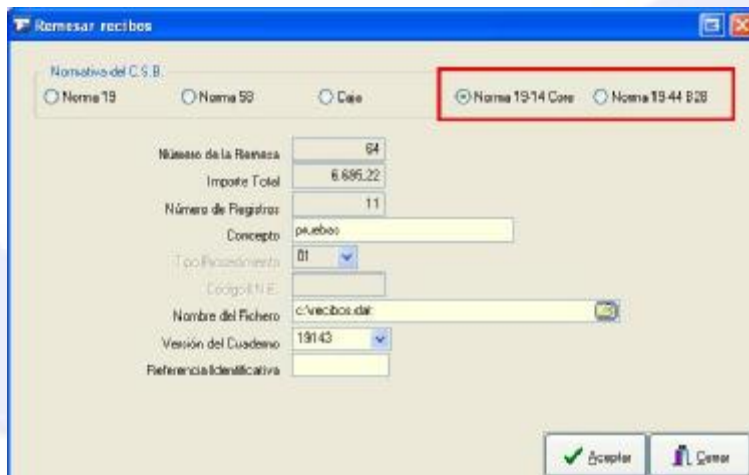 Remesar recibos
Normativa del C.S.B.
Norma 19 Norma 58 Caja Norma 19-14 Core Norma 19-44 B2B
Número de la Remesa 64
Importe Total 6.685,22
Número de Registros 11
Concepto pruebas
Tipo Procedimiento 01
Código I.N.E.
Nombre del Fichero c:\recibos.dat
Versión del Cuaderno 19143
Referencia Identificativa
Aceptar Cerrar